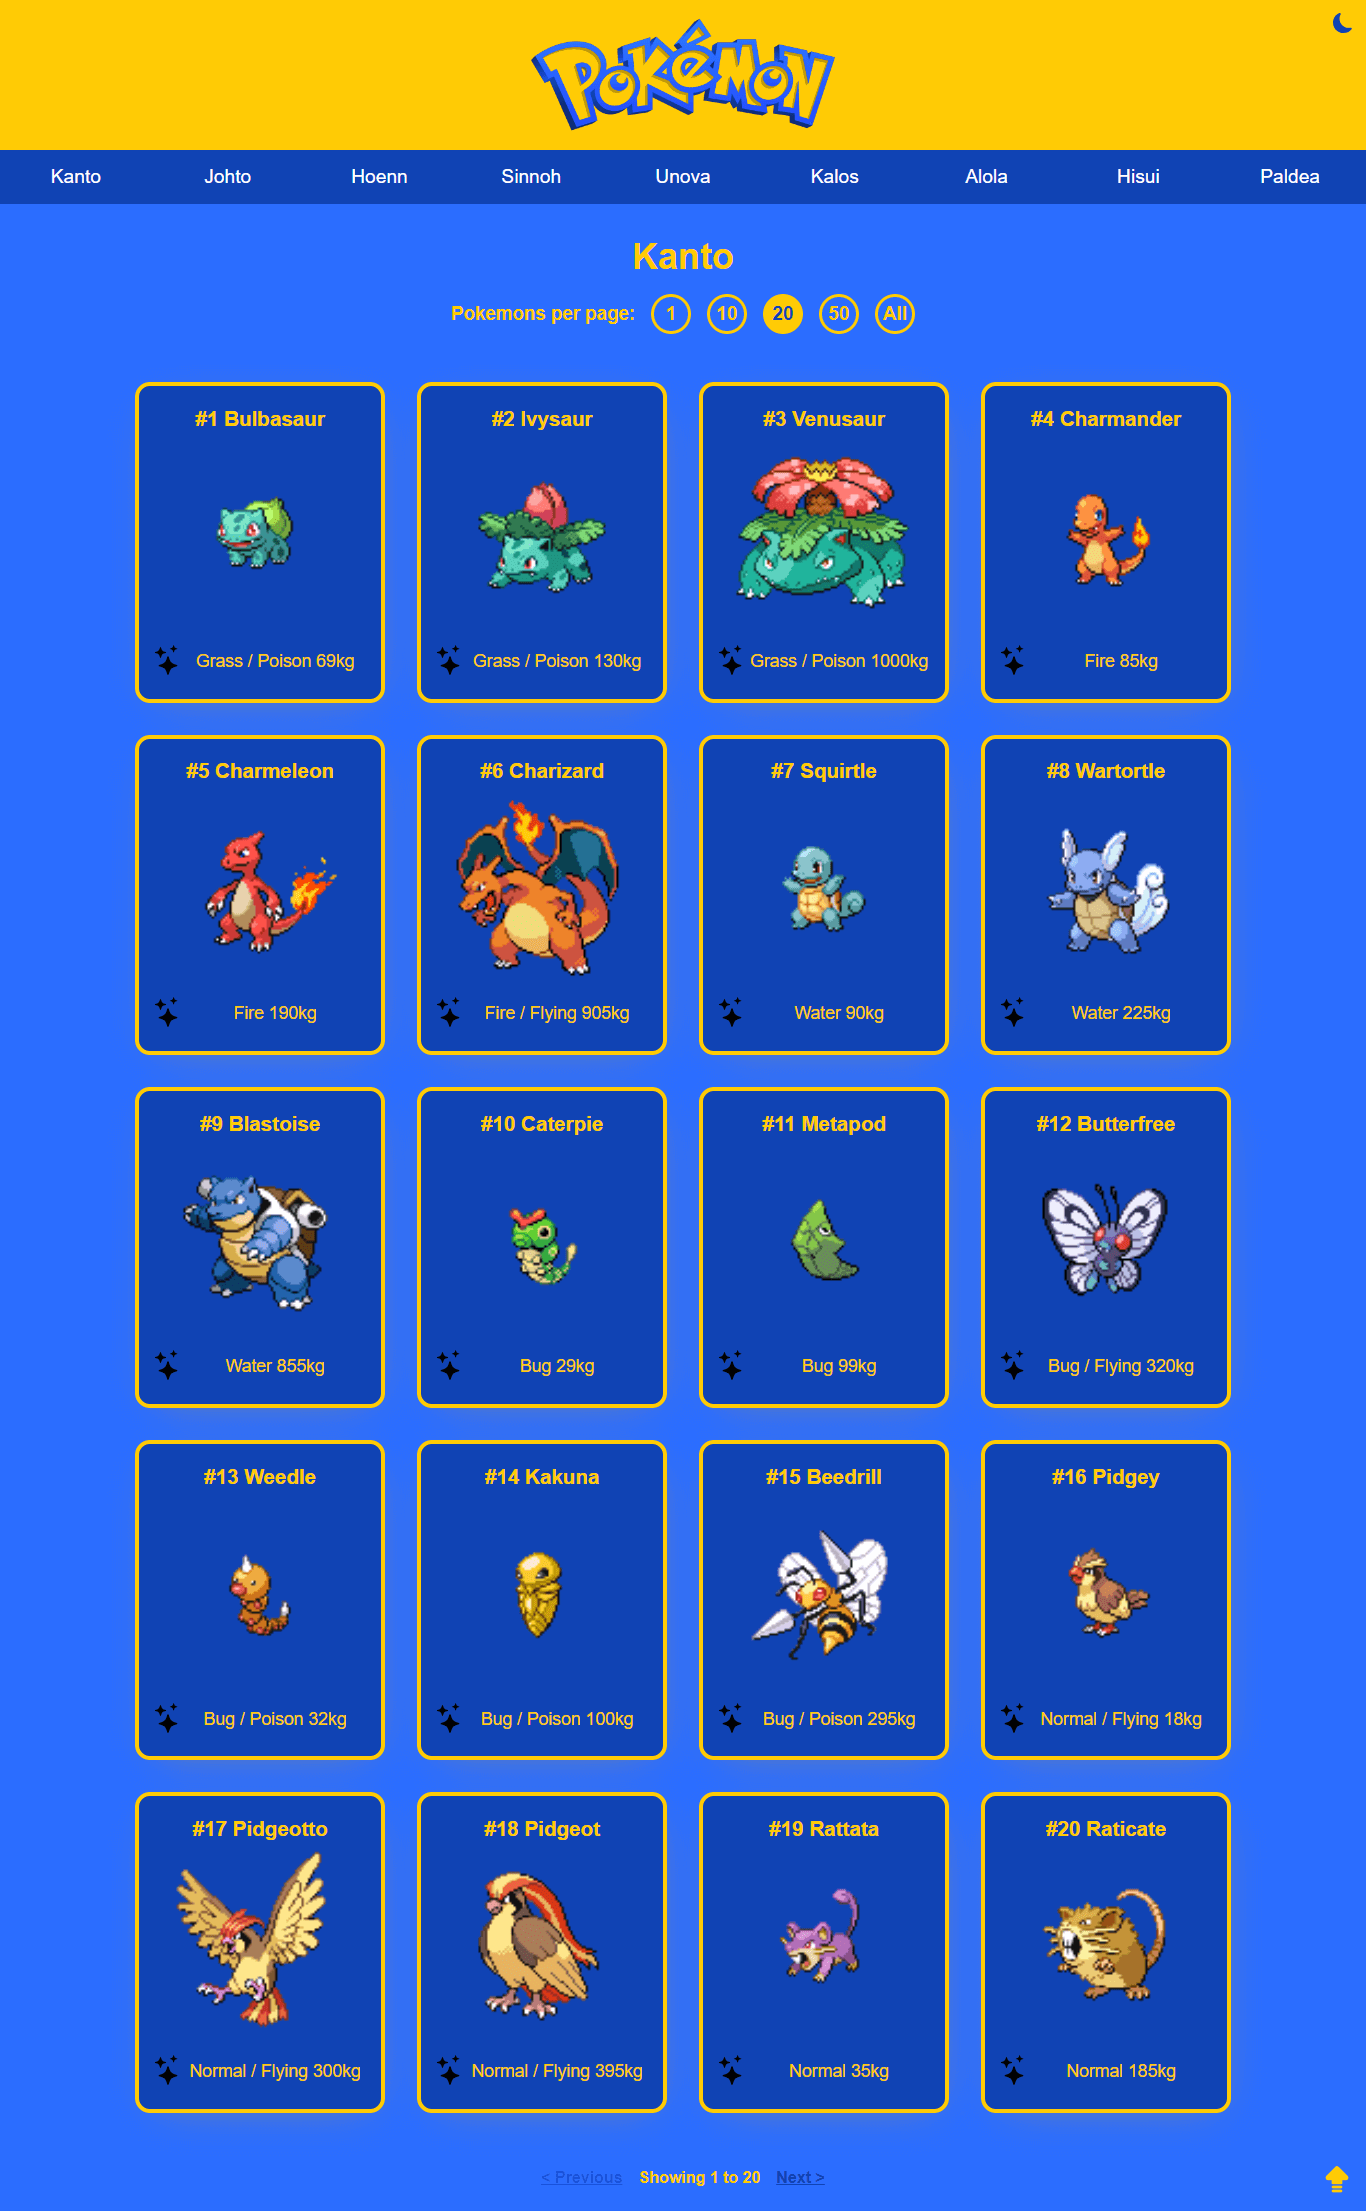 POKéMON
Kanto Johto Hoenn Sinnoh Unova Kalos Alola Hisui Paldea
Kanto
Pokemons per page: 1 10 20 50 All
#1 Bulbasaur #2 Ivysaur #3 Venusaur #4 Charmander
Grass / Poison 69kg Grass / Poison 130kg Grass / Poison 1000kg Fire 85kg
#5 Charmeleon #6 Charizard #7 Squirtle #8 Wartortle
Fire 190kg Fire / Flying 905kg Water 90kg Water 225kg
#9 Blastoise #10 Caterpie #11 Metapod #12 Butterfree
Water 855kg Bug 29kg Bug 99kg Bug / Flying 320kg
#13 Weedle #14 Kakuna #15 Beedrill #16 Pidgey
Bug / Poison 32kg Bug / Poison 100kg Bug / Poison 295kg Normal / Flying 18kg
#17 Pidgeotto #18 Pidgeot #19 Rattata #20 Raticate
Normal / Flying 300kg Normal / Flying 395kg Normal 35kg Normal 185kg
< Previous Showing 1 to 20 Next >